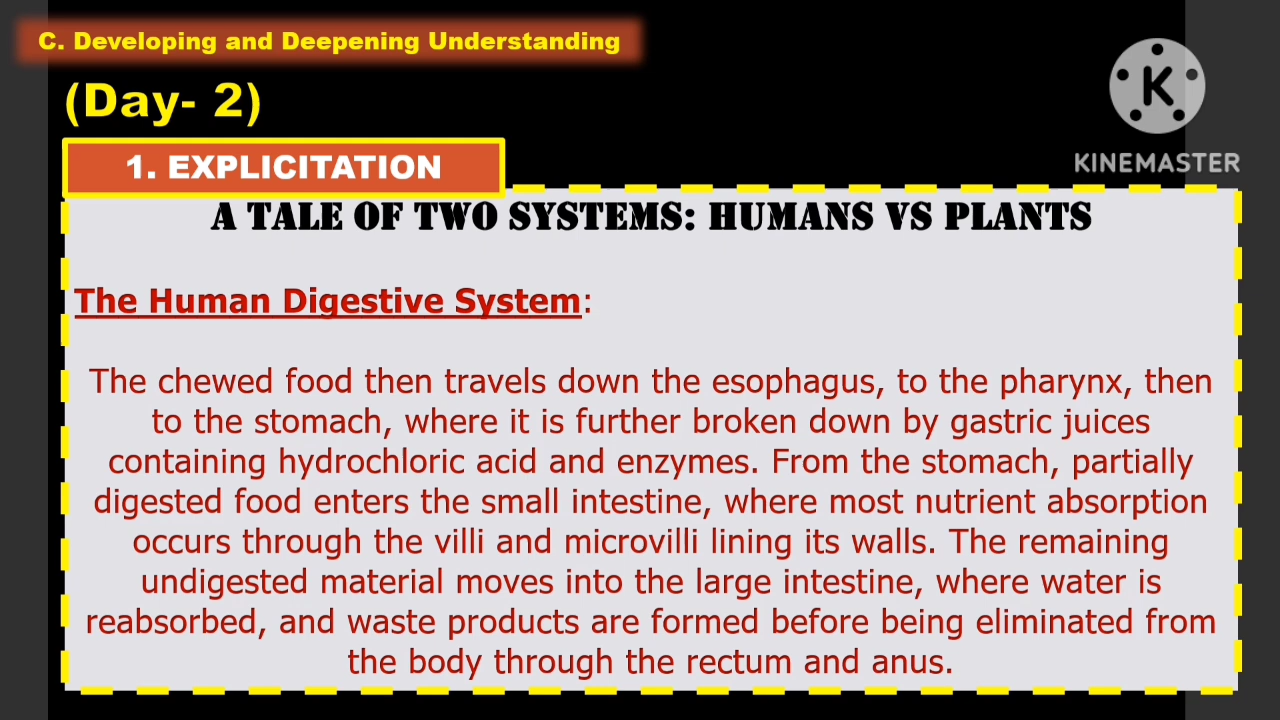 C. Developing and Deepening Understanding
(Day- 2)
K
KINEMASTER
1. EXPLICITATION
A TALE OF TWO SYSTEMS: HUMANS VS PLANTS
The Human Digestive System:
The chewed food then travels down the esophagus, to the pharynx, then
to the stomach, where it is further broken down by gastric juices
containing hydrochloric acid and enzymes. From the stomach, partially
digested food enters the small intestine, where most nutrient absorption
occurs through the villi and microvilli lining its walls. The remaining
undigested material moves into the large intestine, where water is
reabsorbed, and waste products are formed before being eliminated from
the body through the rectum and anus.